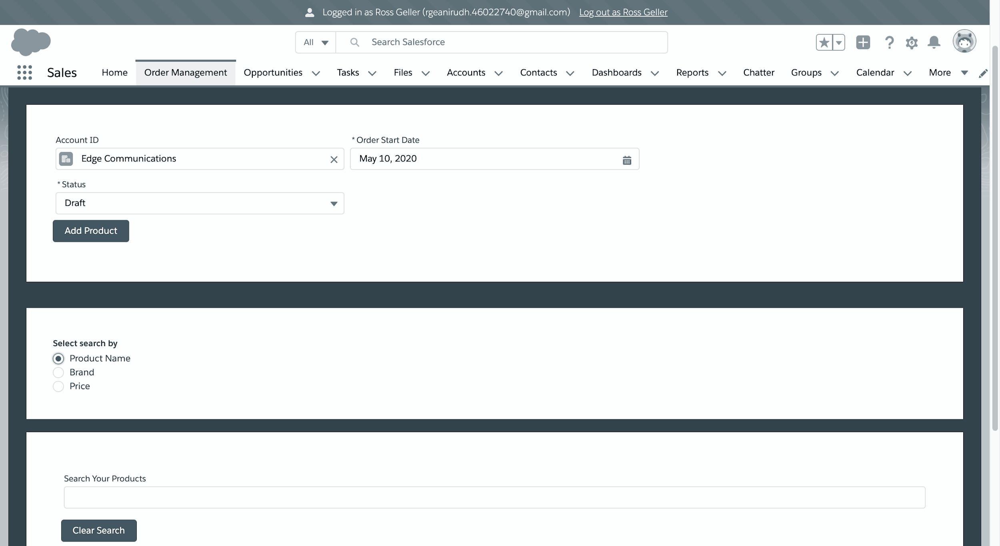 Logged in as Ross Geller (rgeanirudh.46022740@gmail.com) Log out as Ross Geller
All Search Salesforce
Sales Home Order Management Opportunities Tasks Files Accounts Contacts Dashboards Reports Chatter Groups Calendar More
Account ID * Order Start Date
Edge Communications May 10, 2020
* Status
Draft
Add Product
Select search by
Product Name
Brand
Price
Search Your Products
Clear Search